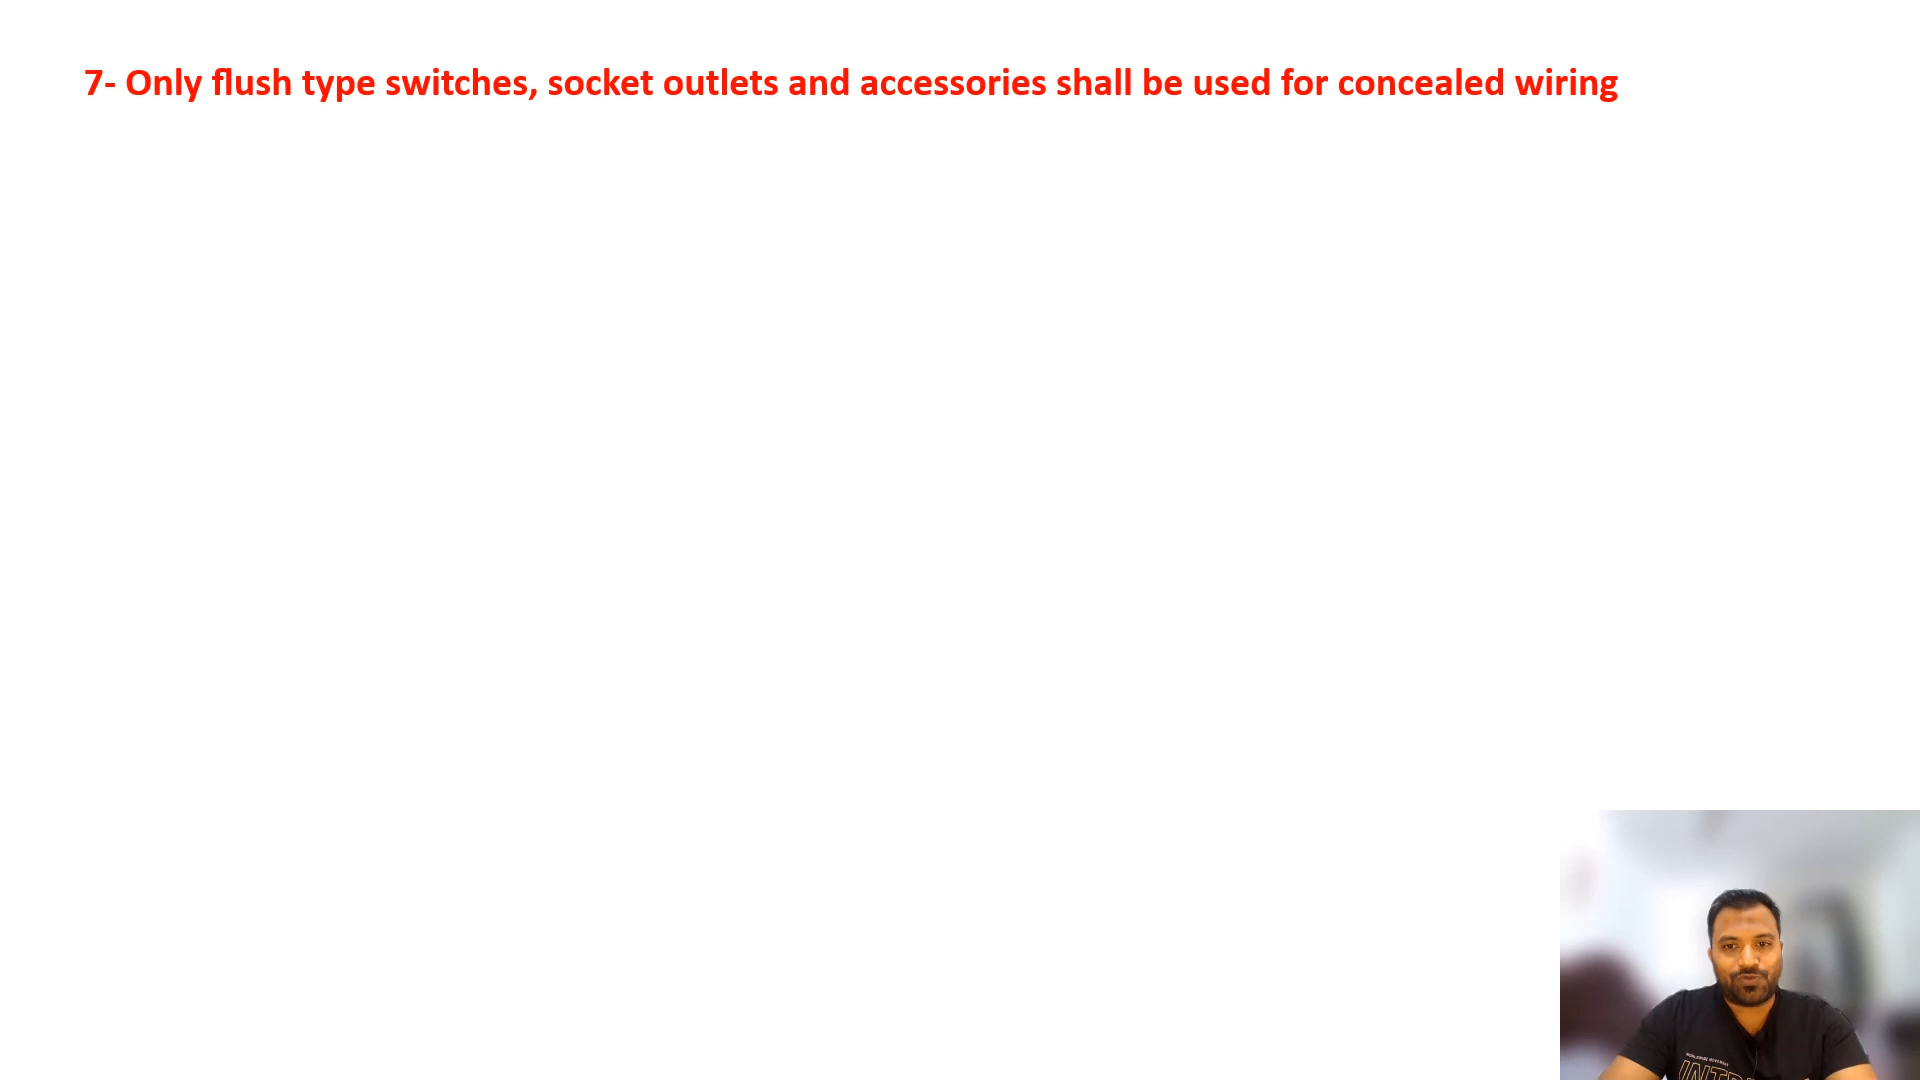 7- Only flush type switches, socket outlets and accessories shall be used for concealed wiring